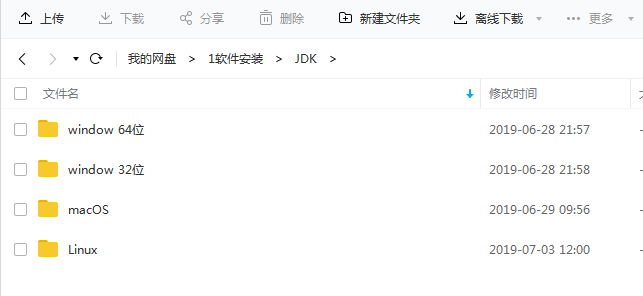 上传 下载 分享 删除 新建文件夹 离线下载 更多
我的网盘 > 1软件安装 > JDK >
文件名 修改时间
window 64位 2019-06-28 21:57 -
window 32位 2019-06-28 21:58 -
macOS 2019-06-29 09:56 -
Linux 2019-07-03 12:00 -